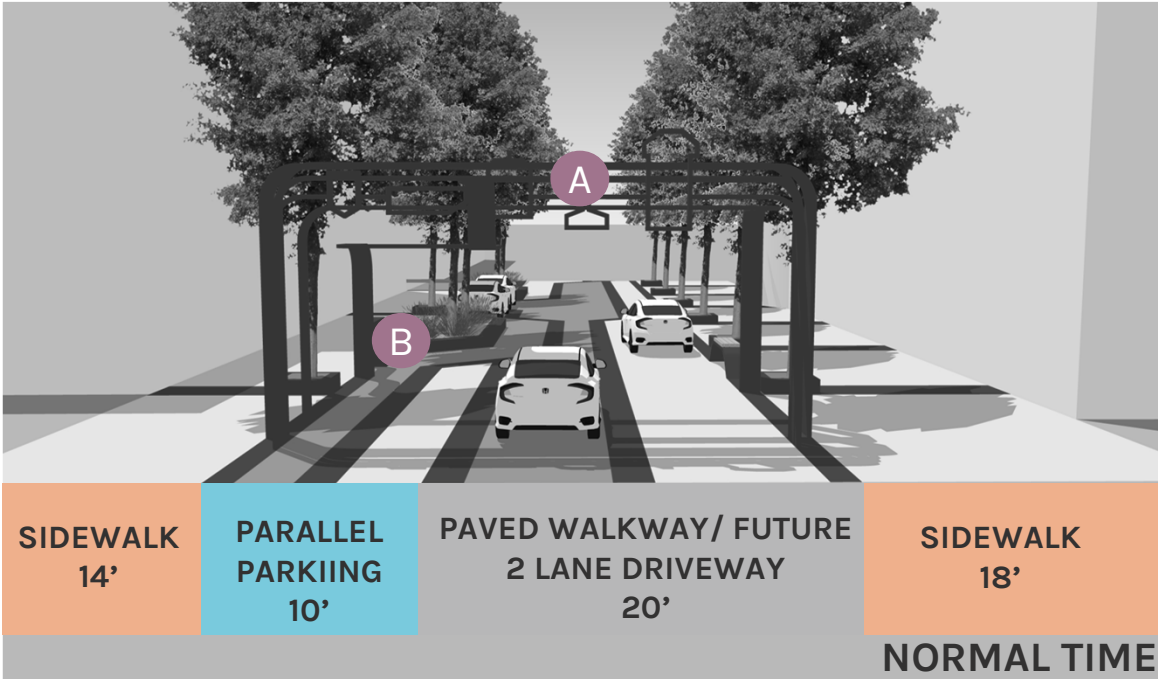 A
B
SIDEWALK
14’
PARALLEL
PARKIING
10’
PAVED WALKWAY/ FUTURE
2 LANE DRIVEWAY
20’
SIDEWALK
18’
NORMAL TIME